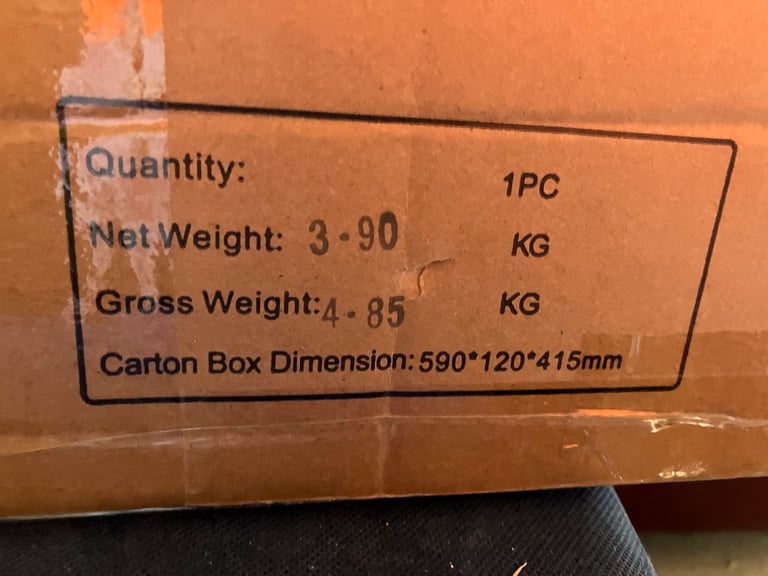 Quantity: 1PC
Net Weight: 3-90 KG
Gross Weight: 4-85 KG
Carton Box Dimension: 590*120*415mm